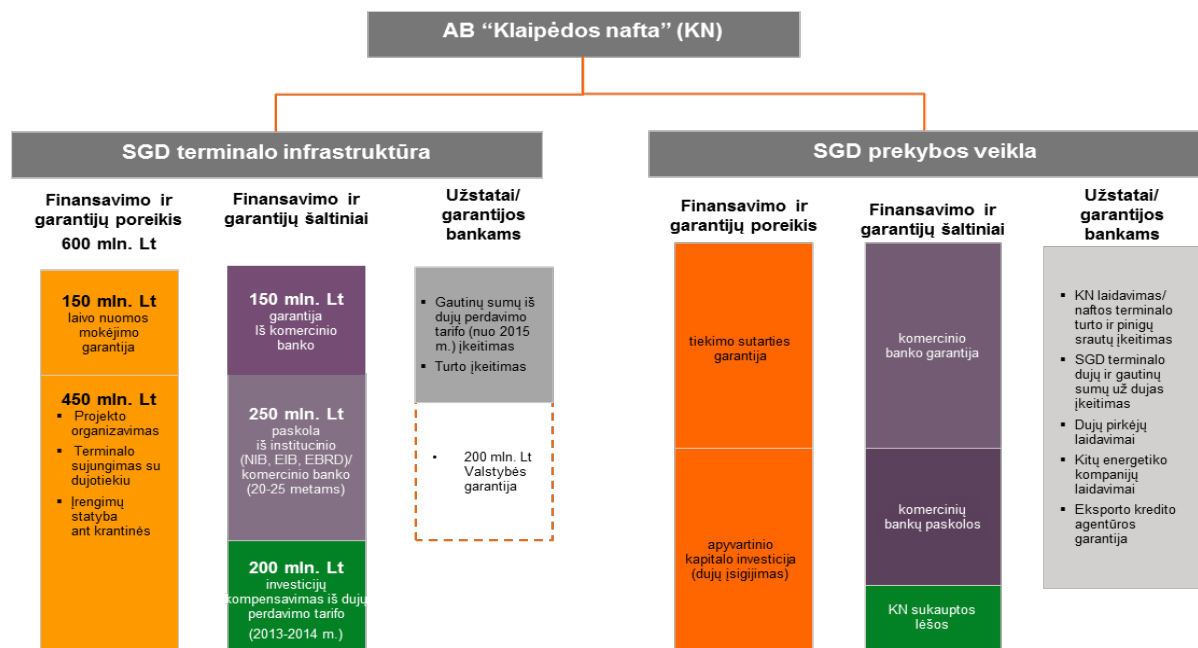 AB “Klaipėdos nafta” (KN)
SGD terminalo infrastruktūra
Finansavimo ir
garantijų poreikis
600 mln. Lt
150 mln. Lt
laivo nuomos
mokėjimo
garantija
450 mln. Lt
▪ Projekto
organizavimas
▪ Terminalo
sujungimas su
dujotiekiu
▪ Įrengimų
statyba
ant krantinės
Finansavimo ir
garantijų šaltiniai
150 mln. Lt
garantija
Iš komercinio
banko
250 mln. Lt
paskola
iš institucinio
(NIB, EIB, EBRD)/
komercinio banko
(20-25 metams)
200 mln. Lt
investicijų
kompensavimas iš dujų
perdavimo tarifo
(2013-2014 m.)
Užstatai/
garantijos
bankams
▪ Gautinų sumų iš
dujų perdavimo
tarifo (nuo 2015
m.) įkeitimas
▪ Turto įkeitimas
• 200 mln. Lt
Valstybės
garantija
SGD prekybos veikla
Finansavimo ir
garantijų poreikis
tiekimo sutarties
garantija
apyvartinio
kapitalo investicija
(dujų įsigijimas)
Finansavimo ir
garantijų šaltiniai
komercinio
banko garantija
komercinių
bankų paskolos
KN sukauptos
lėšos
Užstatai/
garantijos
bankams
▪ KN laidavimas/
naftos terminalo
turto ir pinigų
srautų įkeitimas
▪ SGD terminalo
dujų ir gautinų
sumų už dujas
įkeitimas
▪ Dujų pirkėjų
laidavimai
▪ Kitų energetiko
kompanijų
laidavimai
▪ Eksporto kredito
agentūros
garantija